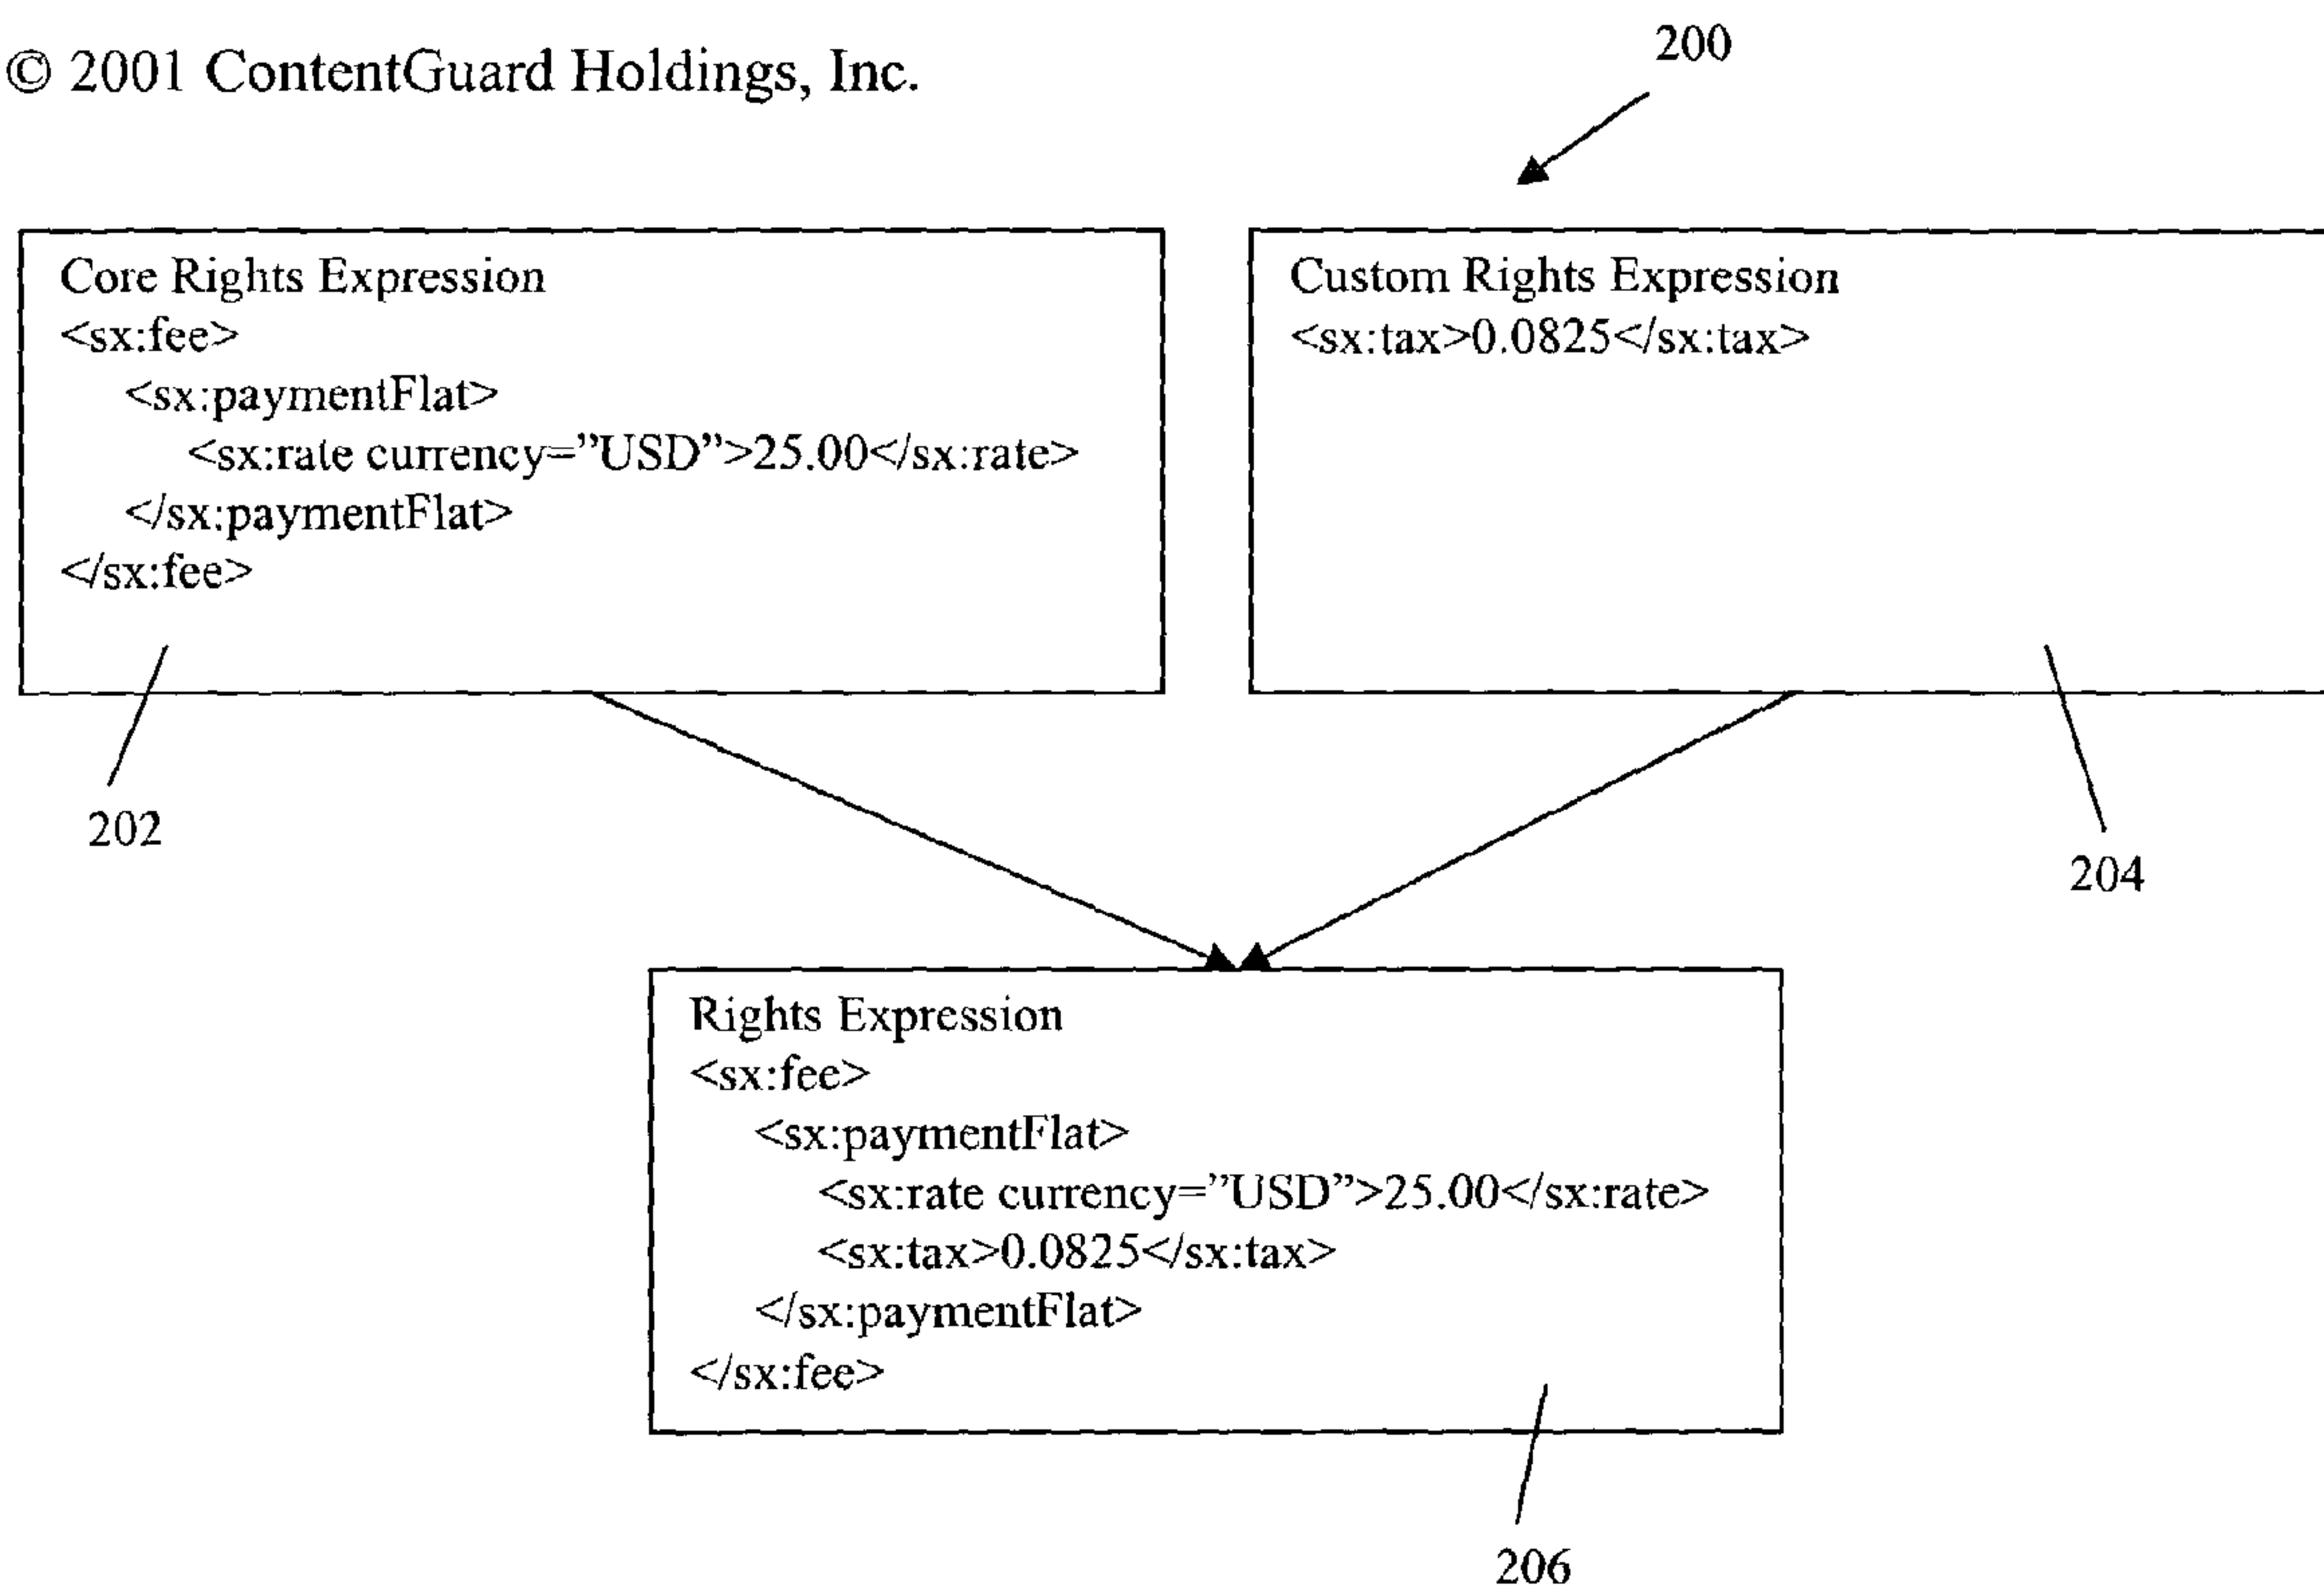 © 2001 ContentGuard Holdings, Inc.
200
Core Rights Expression
<sx:fee>
<sx:paymentFlat>
<sx:rate currency=”USD”>25.00</sx:rate>
</sx:paymentFlat>
</sx:fee>
202
Custom Rights Expression
<sx:tax>0.0825</sx:tax>
204
Rights Expression
<sx:fee>
<sx:paymentFlat>
<sx:rate currency=”USD”>25.00</sx:rate>
<sx:tax>0.0825</sx:tax>
</sx:paymentFlat>
</sx:fee>
206